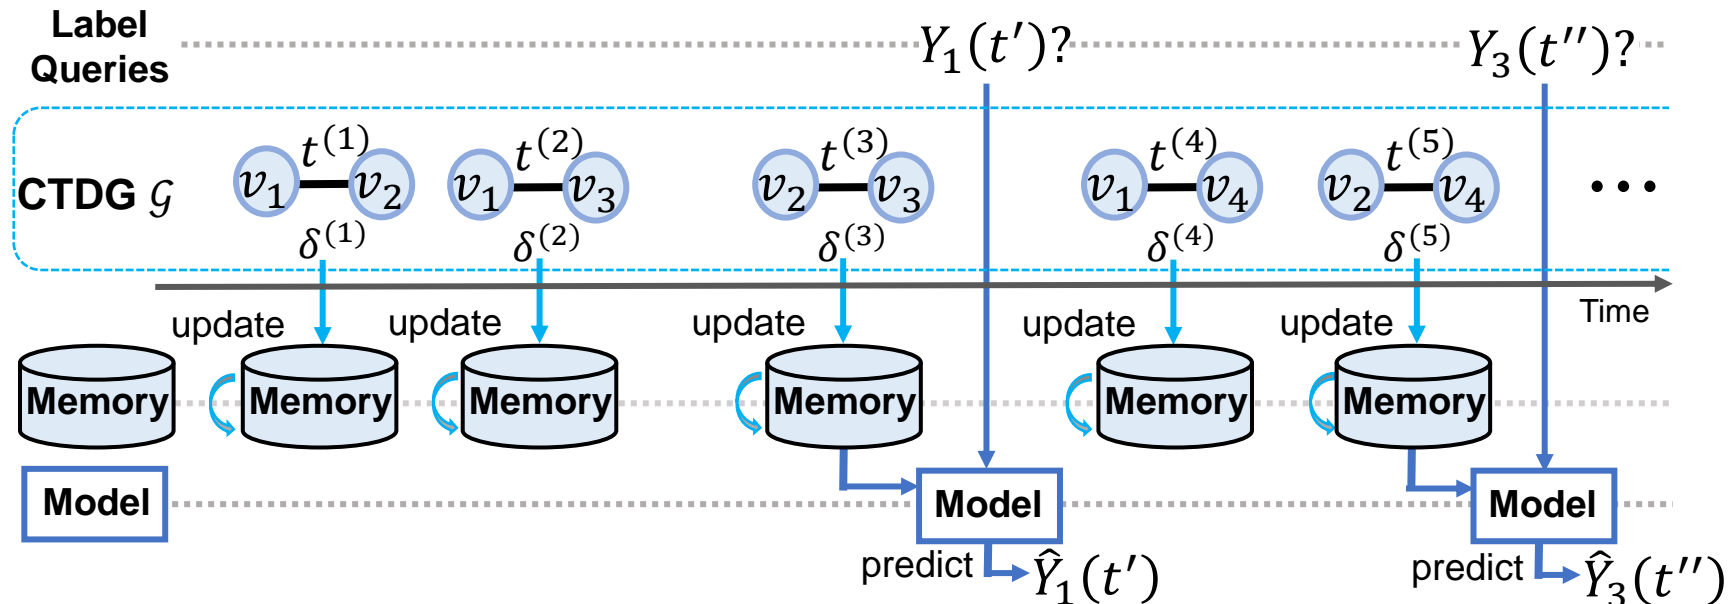 Label
Queries
Y₁(t′)?
Y₃(t′′)?
CTDG 𝒢
v₁ t⁽¹⁾ v₂
δ⁽¹⁾
v₁ t⁽²⁾ v₃
δ⁽²⁾
v₂ t⁽³⁾ v₃
δ⁽³⁾
v₁ t⁽⁴⁾ v₄
δ⁽⁴⁾
v₂ t⁽⁵⁾ v₄
δ⁽⁵⁾
...
Time
update
update
update
update
update
Memory
Memory
Memory
Memory
Memory
Memory
Model
Model
Model
predict
Ŷ₁(t′)
predict
Ŷ₃(t′′)